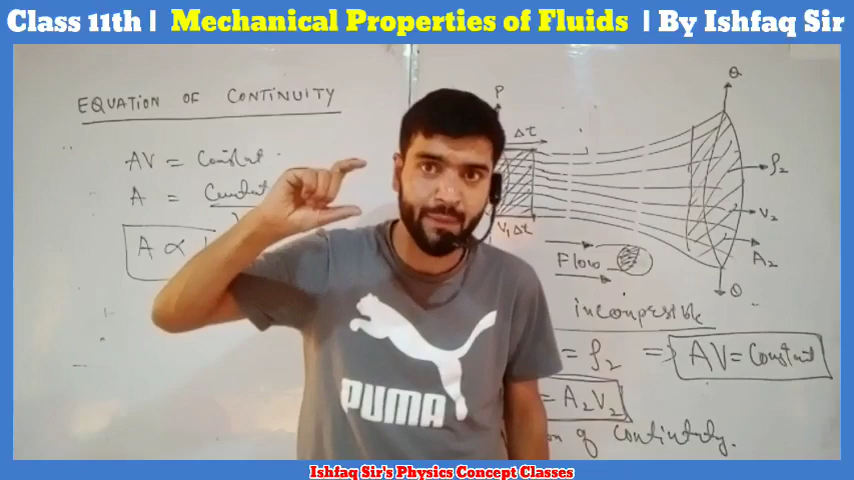 Class 11th | Mechanical Properties of Fluids | By Ishfaq Sir
EQUATION OF CONTINUITY
AV = Constant
A = Constant
A ∝
P
Δt
V₁Δt
Q
ρ₂
V₂
A₂
Q
Flow
incompressible
= ρ₂ ⇒ AV = Constant
= A₂V₂
of continuity.
PUMA
Ishfaq Sir's Physics Concept Classes